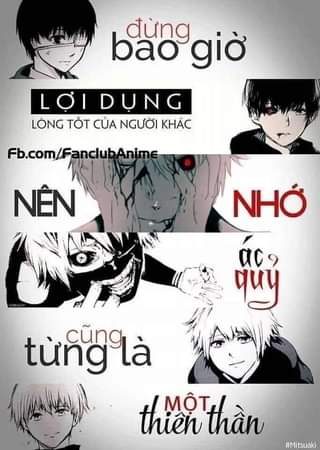 đừng
bao giờ
LỢI DỤNG
LÒNG TỐT CỦA NGƯỜI KHÁC
Fb.com/FanclubAnime
NÊN NHỚ
ác
quỷ
cũng
từng là
MỘT
thiên thần
#Mitsuaki